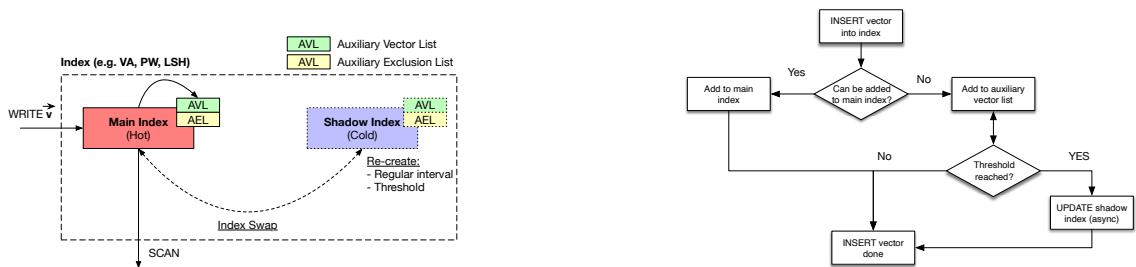 AVL Auxiliary Vector List
AVL Auxiliary Exclusion List
Index (e.g. VA, PW, LSH)
WRITE v
Main Index
(Hot)
AVL
AEL
Shadow Index
(Cold)
AVL
AEL
Re-create:
- Regular interval
- Threshold
Index Swap
SCAN
INSERT vector
into index
Can be added
to main index?
Yes
No
Add to main
index
Add to auxiliary
vector list
Threshold
reached?
No
YES
UPDATE shadow
index (async)
INSERT vector
done